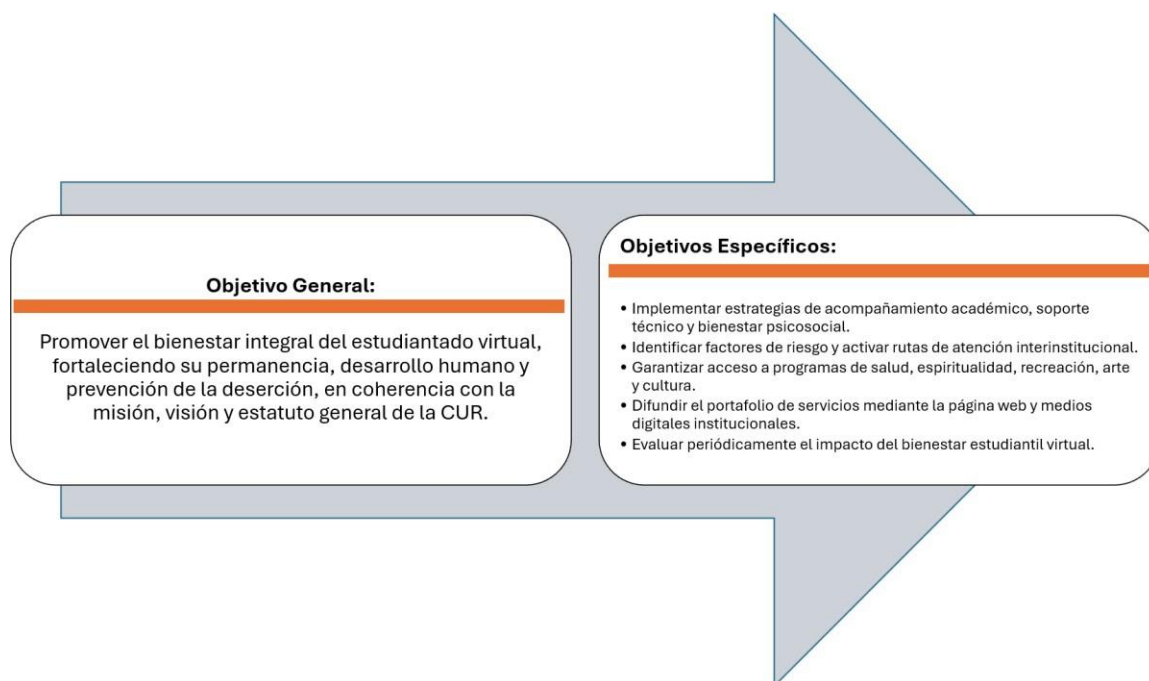 Objetivo General:
Promover el bienestar integral del estudiantado virtual,
fortaleciendo su permanencia, desarrollo humano y
prevención de la deserción, en coherencia con la
misión, visión y estatuto general de la CUR.
Objetivos Específicos:
• Implementar estrategias de acompañamiento académico, soporte
técnico y bienestar psicosocial.
• Identificar factores de riesgo y activar rutas de atención interinstitucional.
• Garantizar acceso a programas de salud, espiritualidad, recreación, arte
y cultura.
• Difundir el portafolio de servicios mediante la página web y medios
digitales institucionales.
• Evaluar periódicamente el impacto del bienestar estudiantil virtual.